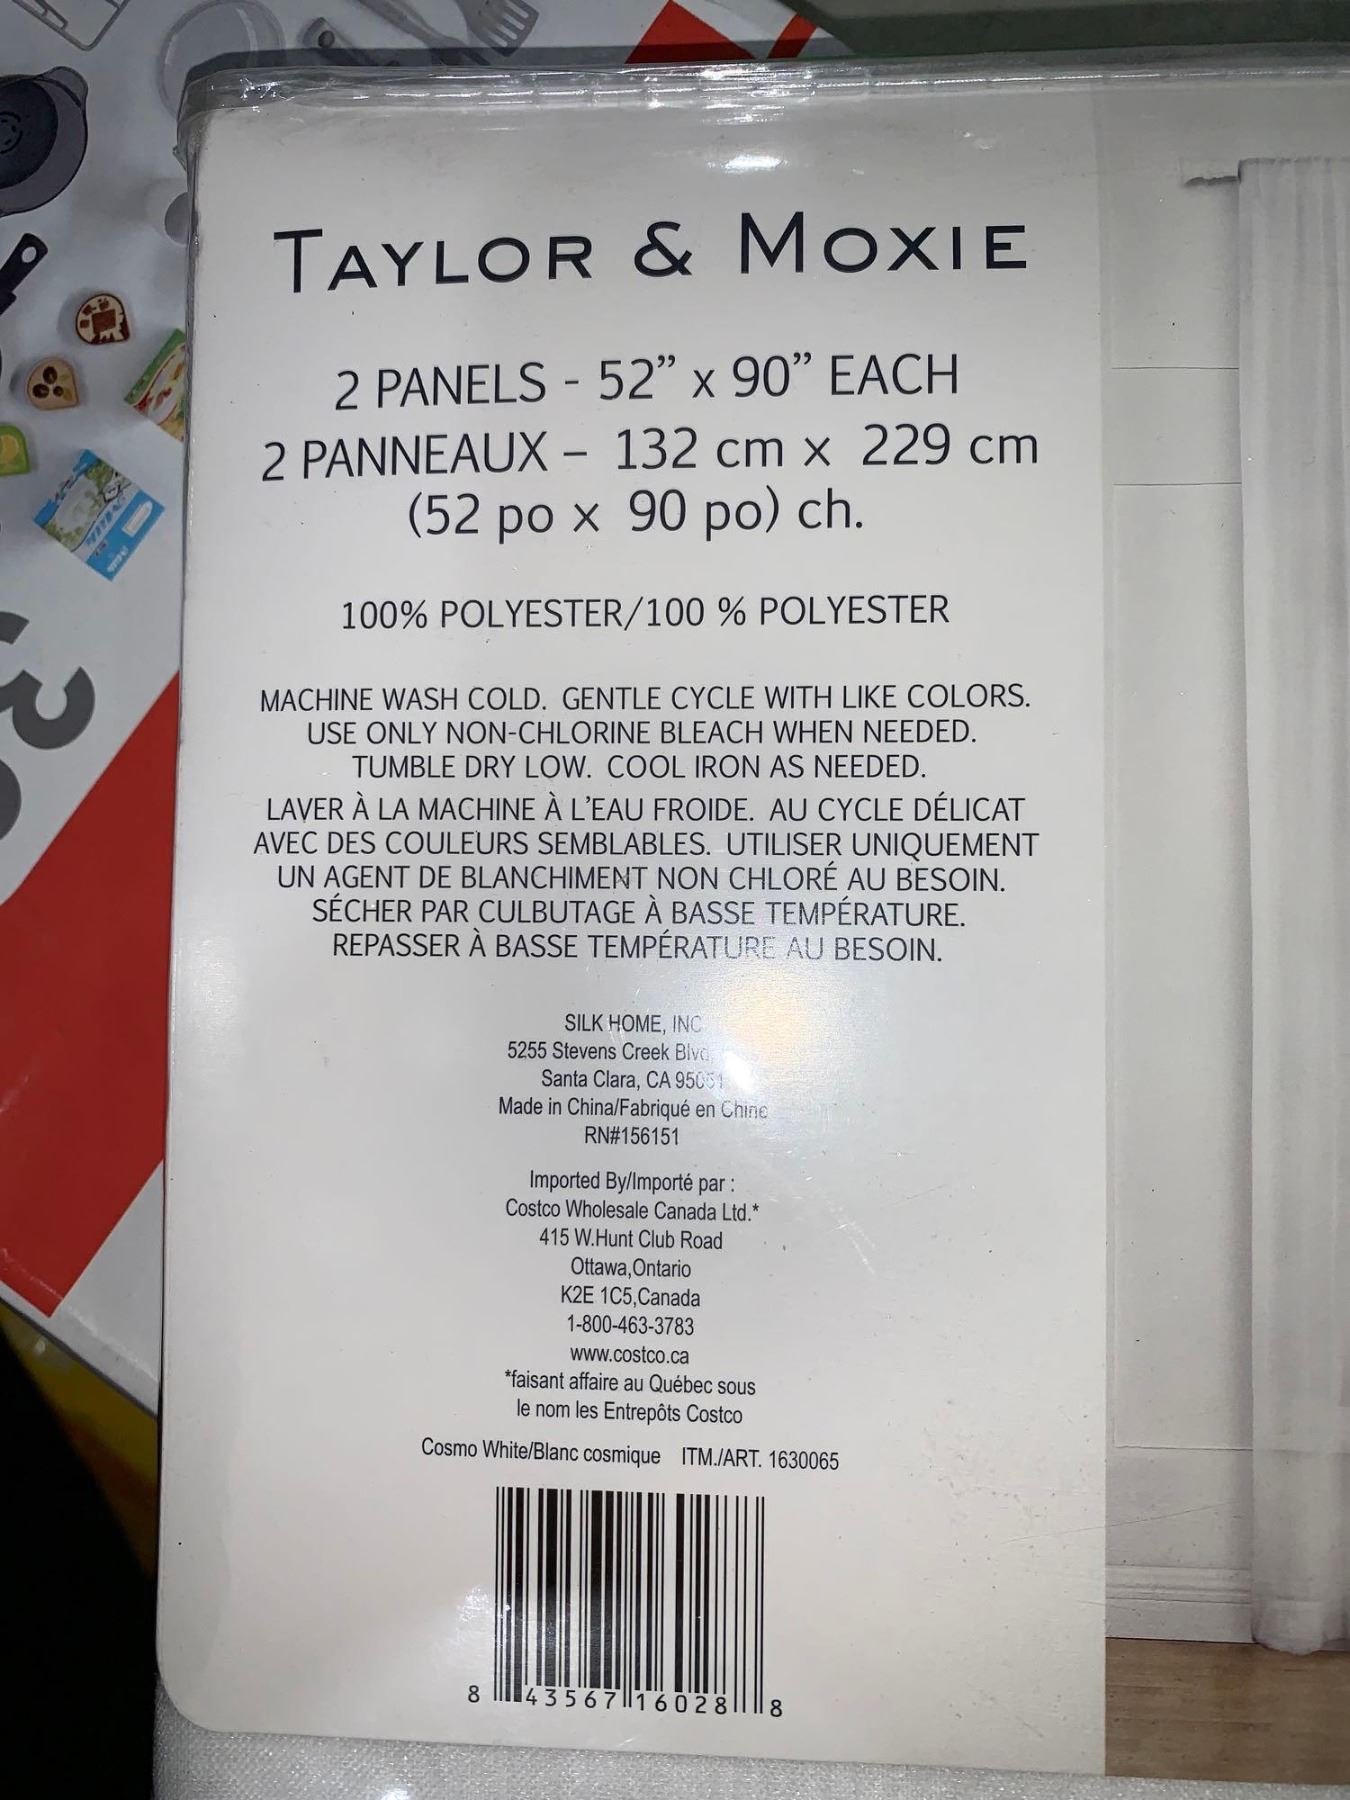 TAYLOR & MOXIE
2 PANELS - 52” x 90” EACH
2 PANNEAUX – 132 cm x 229 cm
(52 po x 90 po) ch.
100% POLYESTER/100 % POLYESTER
MACHINE WASH COLD. GENTLE CYCLE WITH LIKE COLORS.
USE ONLY NON-CHLORINE BLEACH WHEN NEEDED.
TUMBLE DRY LOW. COOL IRON AS NEEDED.
LAVER À LA MACHINE À L’EAU FROIDE. AU CYCLE DÉLICAT
AVEC DES COULEURS SEMBLABLES. UTILISER UNIQUEMENT
UN AGENT DE BLANCHIMENT NON CHLORÉ AU BESOIN.
SÉCHER PAR CULBUTAGE À BASSE TEMPÉRATURE.
REPASSER À BASSE TEMPÉRATURE AU BESOIN.
SILK HOME, INC
5255 Stevens Creek Blvd,
Santa Clara, CA 95051
Made in China/Fabriqué en Chine
RN#156151
Imported By/Importé par :
Costco Wholesale Canada Ltd.*
415 W.Hunt Club Road
Ottawa,Ontario
K2E 1C5,Canada
1-800-463-3783
www.costco.ca
*faisant affaire au Québec sous
le nom les Entrepôts Costco
Cosmo White/Blanc cosmique ITM./ART. 1630065
8 43567 16028 8